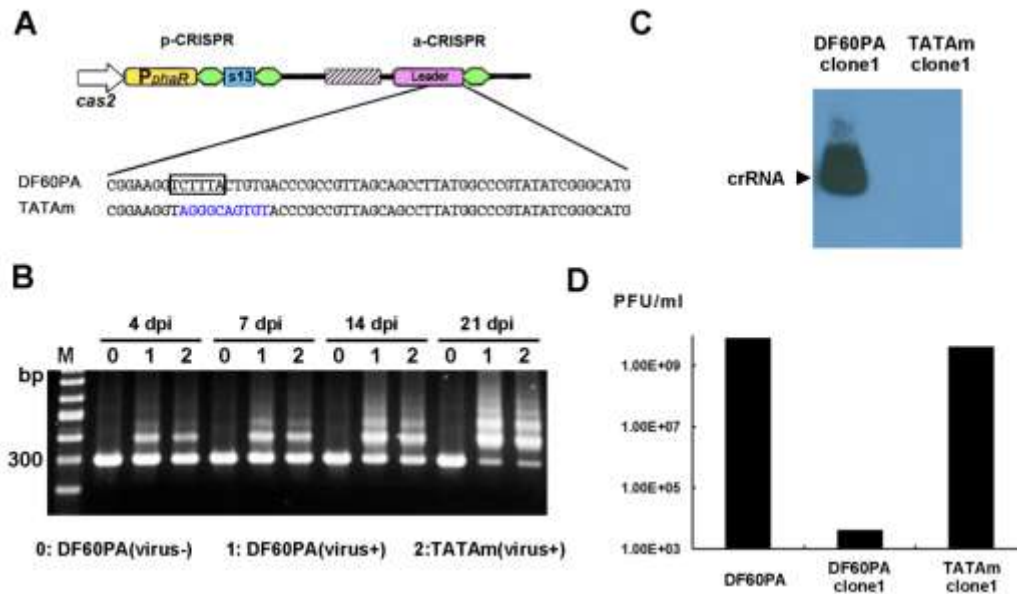 A
p-CRISPR
a-CRISPR
PphaR
s13
Leader
cas2
DF60PA CGGAAGGTCTTTACTGTGACCCGCCGTTAGCAGCCTTATGGCCCGTATATCGGGCATG
TATAm CGGAAGGTAGGGCAGTGTACCCGCCGTTAGCAGCCTTATGGCCCGTATATCGGGCATG
B
4 dpi 7 dpi 14 dpi 21 dpi
M 0 1 2 0 1 2 0 1 2 0 1 2
bp
300
0: DF60PA(virus-) 1: DF60PA(virus+) 2:TATAm(virus+)
C
DF60PA TATAm
clone1 clone1
crRNA
D
PFU/ml
1.00E+09
1.00E+07
1.00E+05
1.00E+03
DF60PA DF60PA TATAm
clone1 clone1